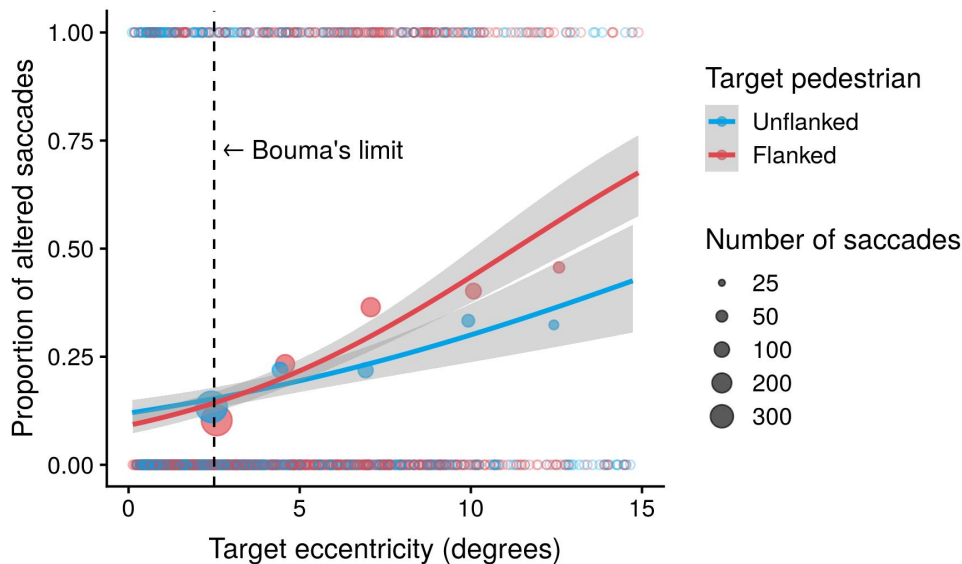 1.00
0.75
0.50
0.25
0.00
Proportion of altered saccades
← Bouma's limit
0
5
10
15
Target eccentricity (degrees)
Target pedestrian
Unflanked
Flanked
Number of saccades
25
50
100
200
300